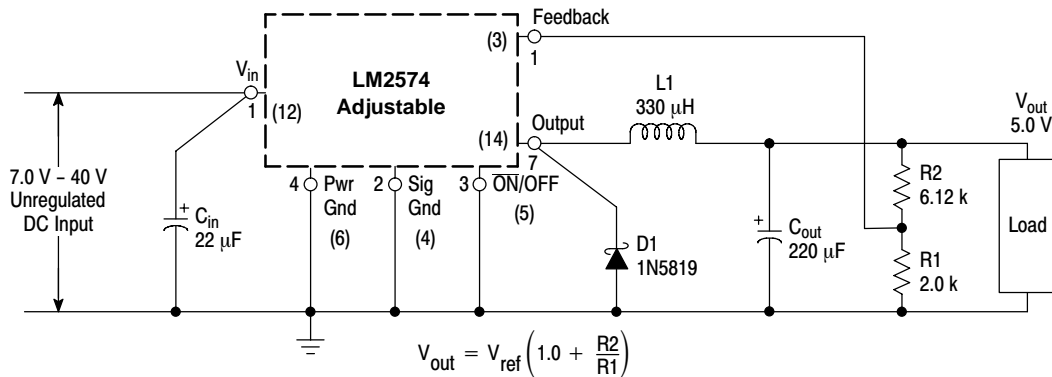 Feedback
(3)
1
LM2574
Adjustable
V_in
1
(12)
L1
330 µH
V_out
5.0 V
(14)
Output
7
7.0 V – 40 V
Unregulated
DC Input
4 Pwr
Gnd
(6)
2 Sig
Gnd
(4)
3 O̅N̅/OFF
(5)
+
C_in
22 µF
D1
1N5819
+
C_out
220 µF
R2
6.12 k
R1
2.0 k
Load
V_out = V_ref (1.0 + R2/R1)